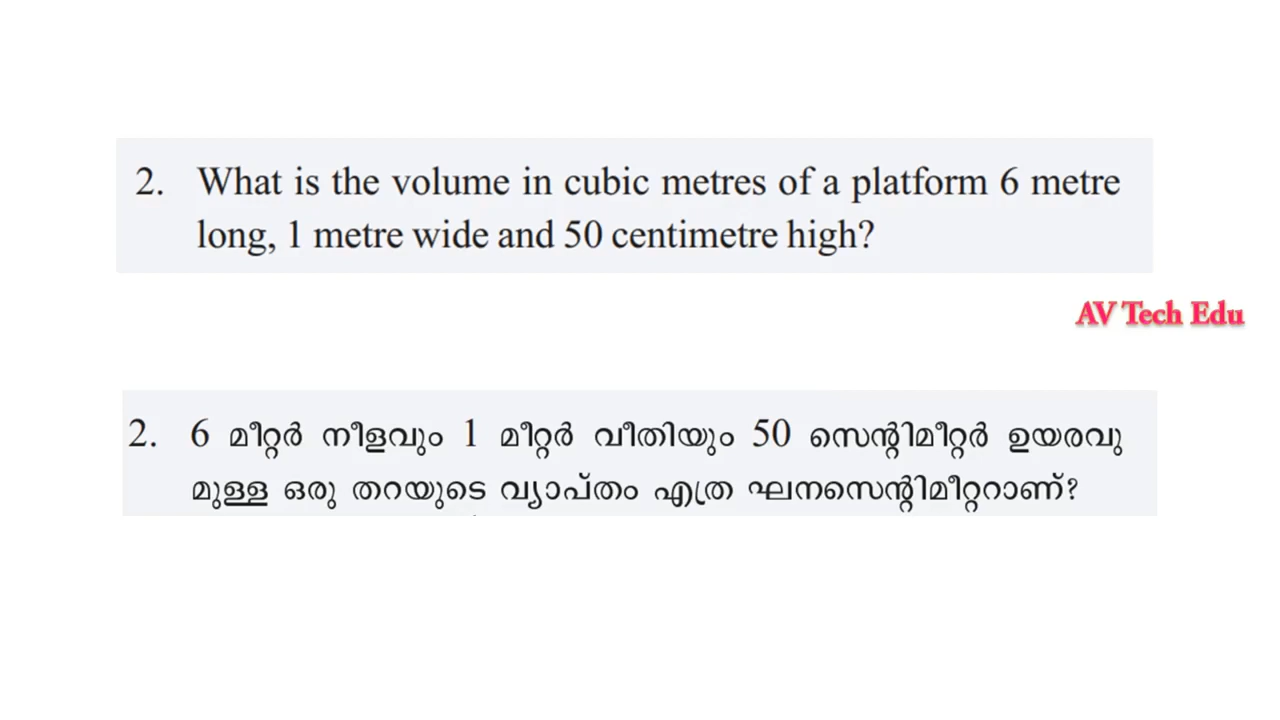 2. What is the volume in cubic metres of a platform 6 metre
long, 1 metre wide and 50 centimetre high?
AV Tech Edu
2. 6 മീറ്റർ നീളവും 1 മീറ്റർ വീതിയും 50 സെന്റിമീറ്റർ ഉയരവു
മുള്ള ഒരു തറയുടെ വ്യാപ്തം എത്ര ഘനസെന്റിമീറ്ററാണ്?